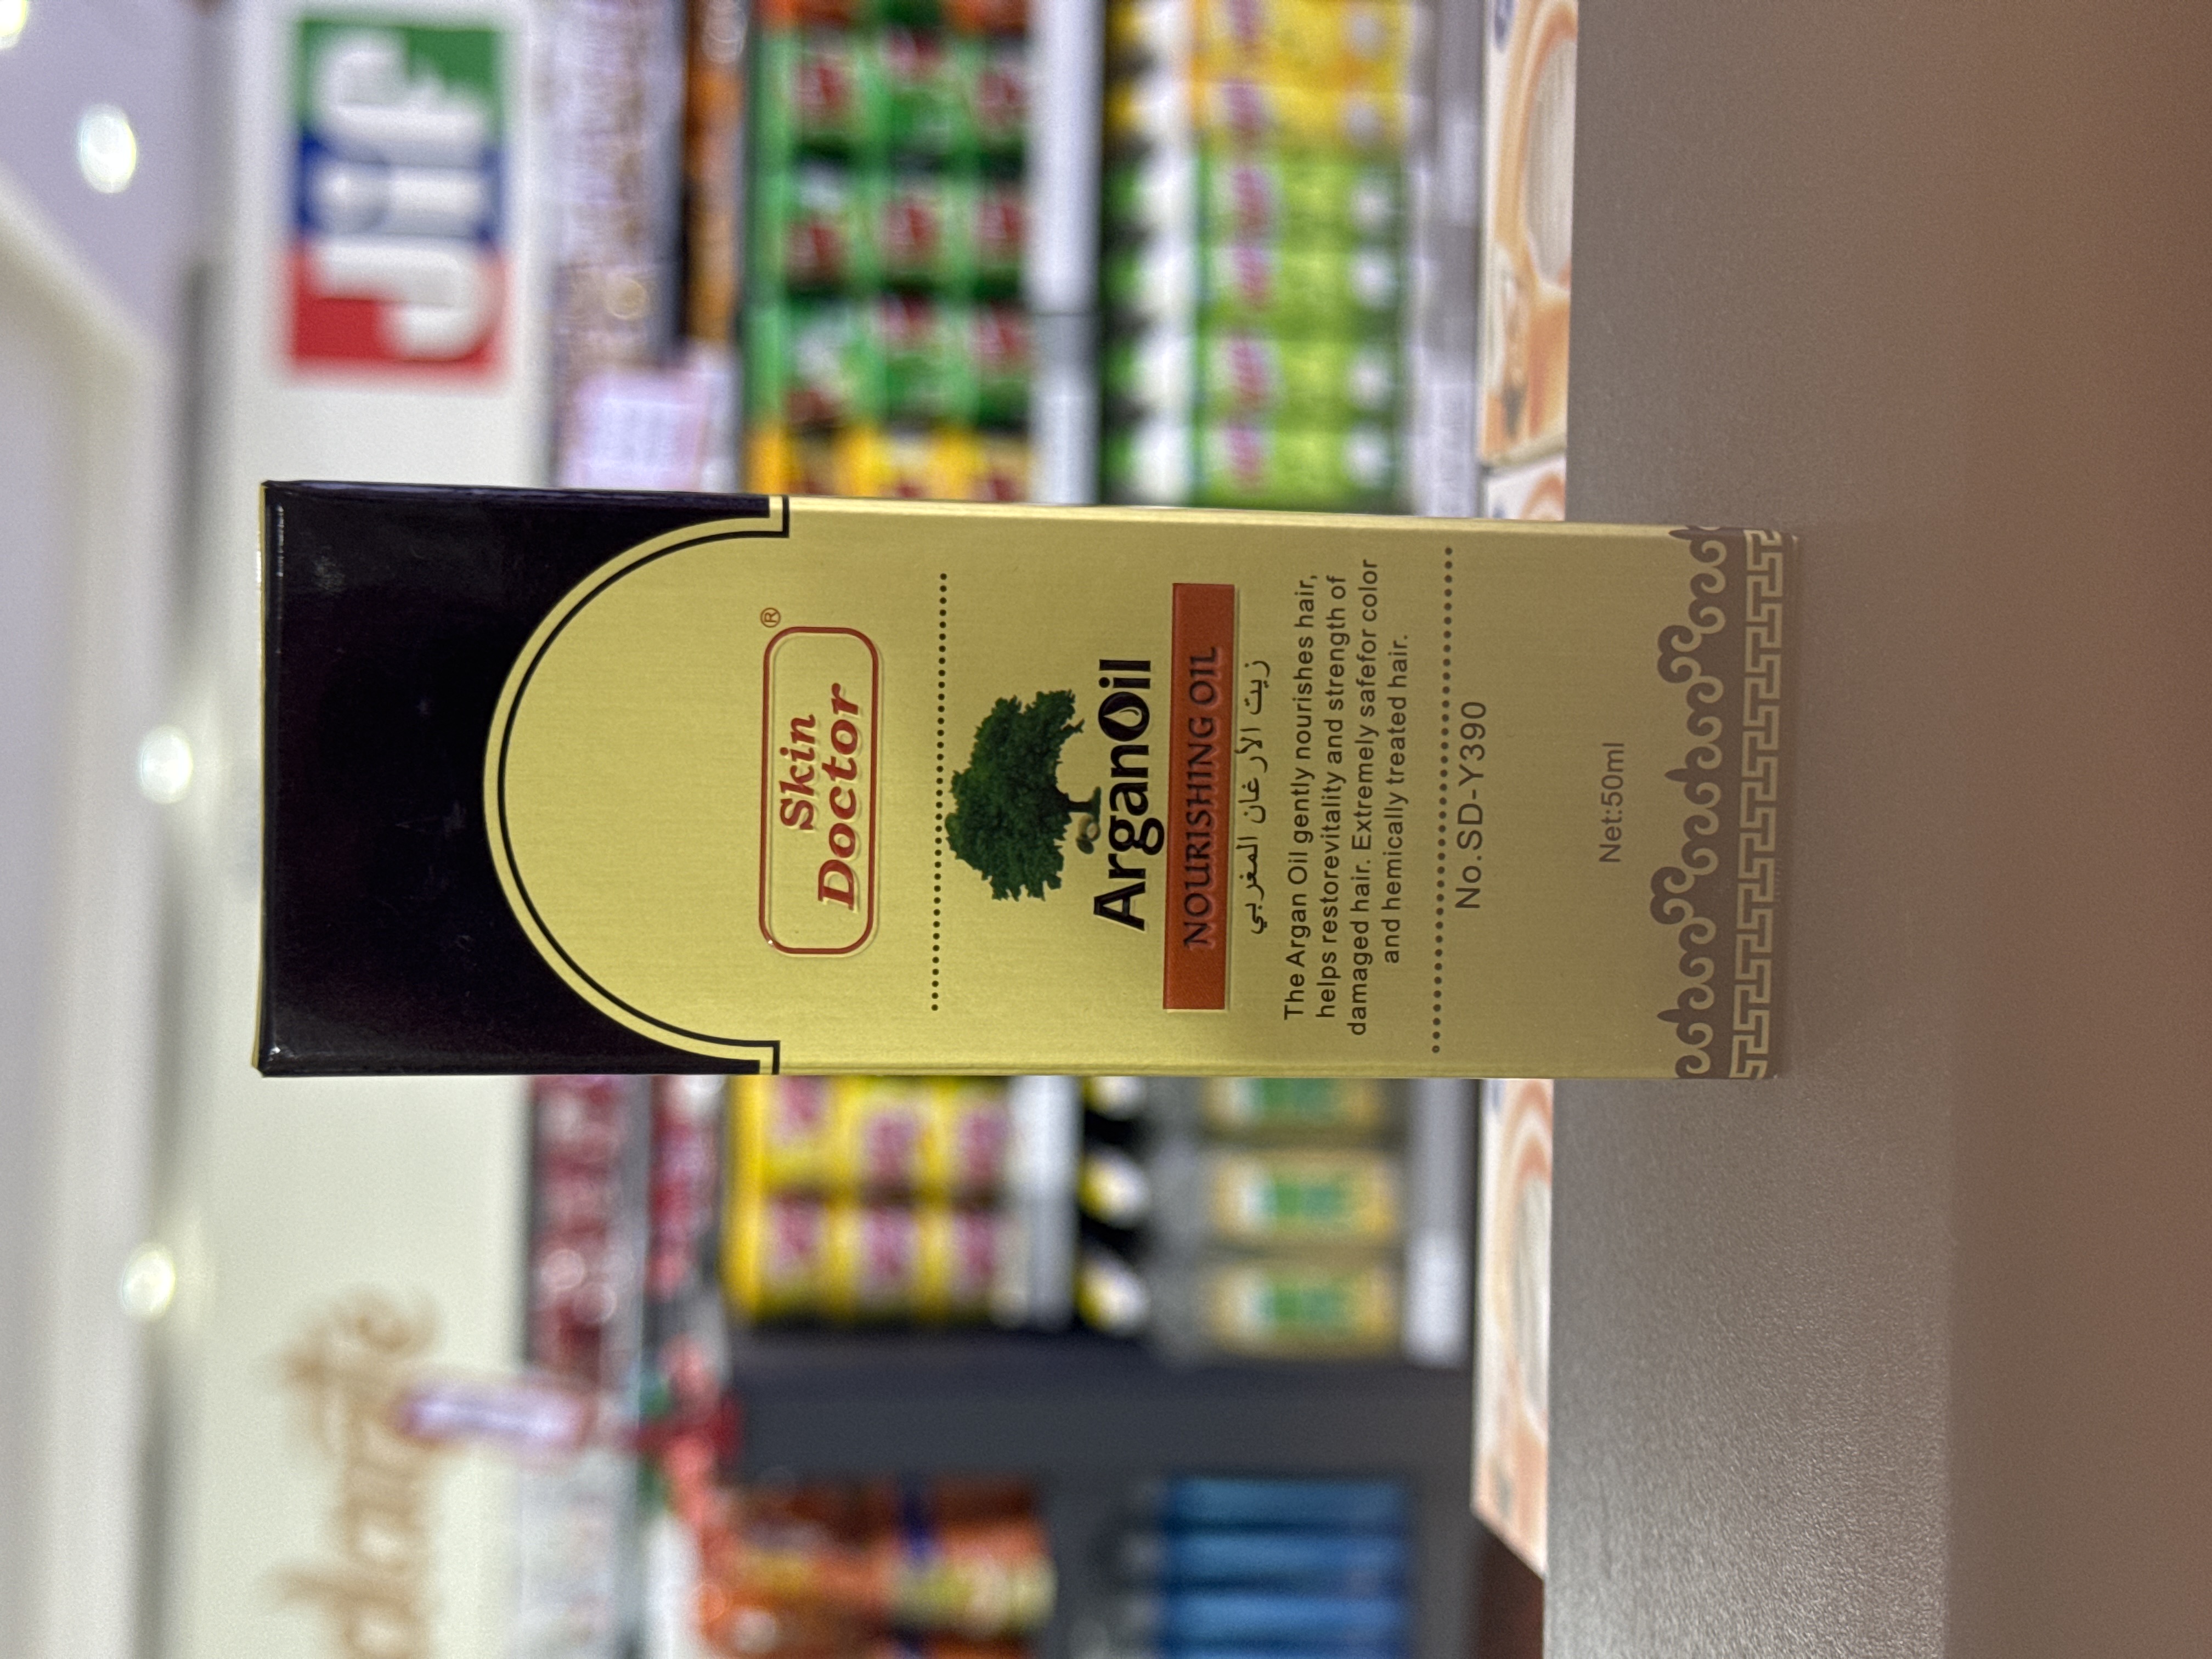 Skin
Doctor
®
ArganOil
NOURISHING OIL
زيت الأرغان المغربي
The Argan Oil gently nourishes hair,
helps restorevitality and strength of
damaged hair. Extremely safefor color
and hemically treated hair.
No.SD-Y390
Net:50ml
Jif